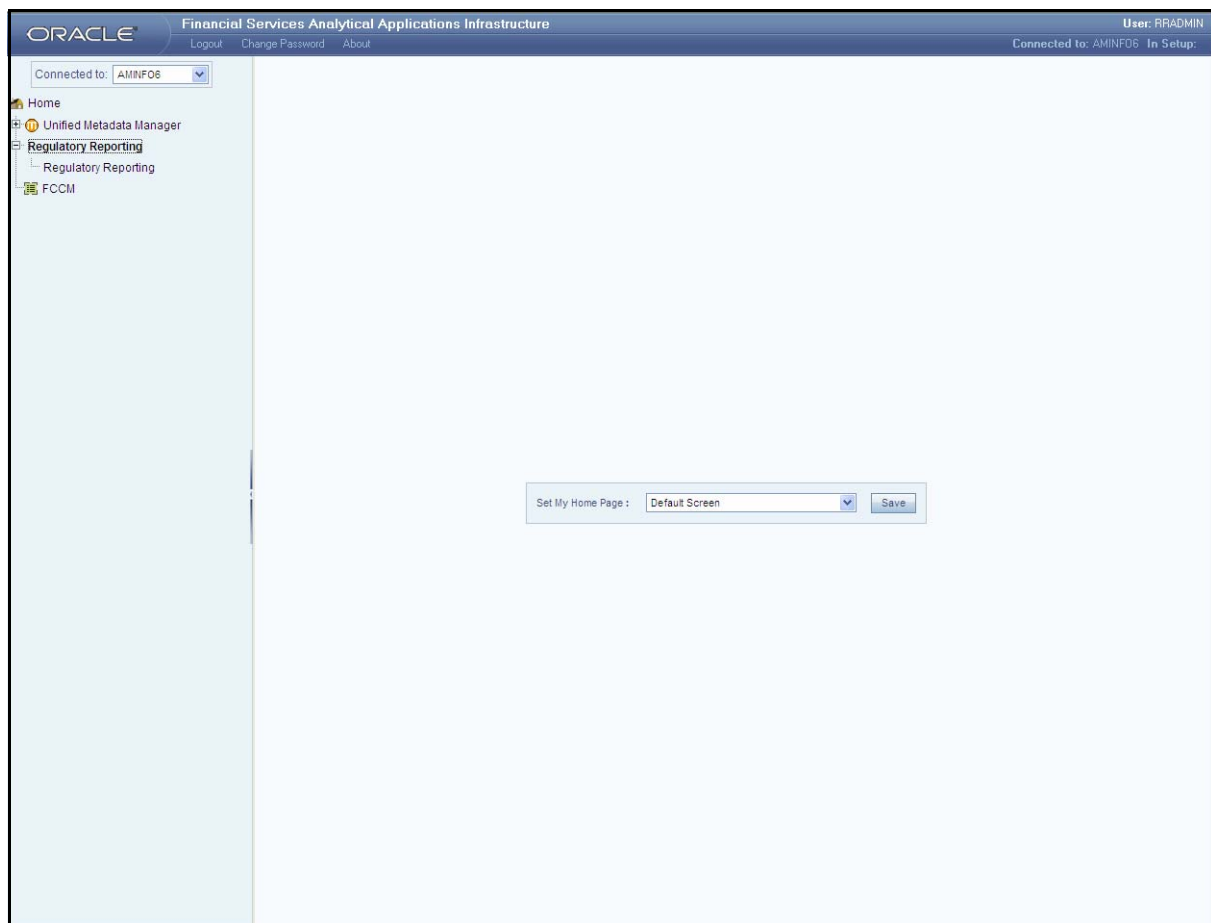 ORACLE
Financial Services Analytical Applications Infrastructure
User: RRADMIN
Logout Change Password About
Connected to: AMINFO6 In Setup:
Connected to: AMINFO6
Home
Unified Metadata Manager
Regulatory Reporting
Regulatory Reporting
FCCM
Set My Home Page : Default Screen Save